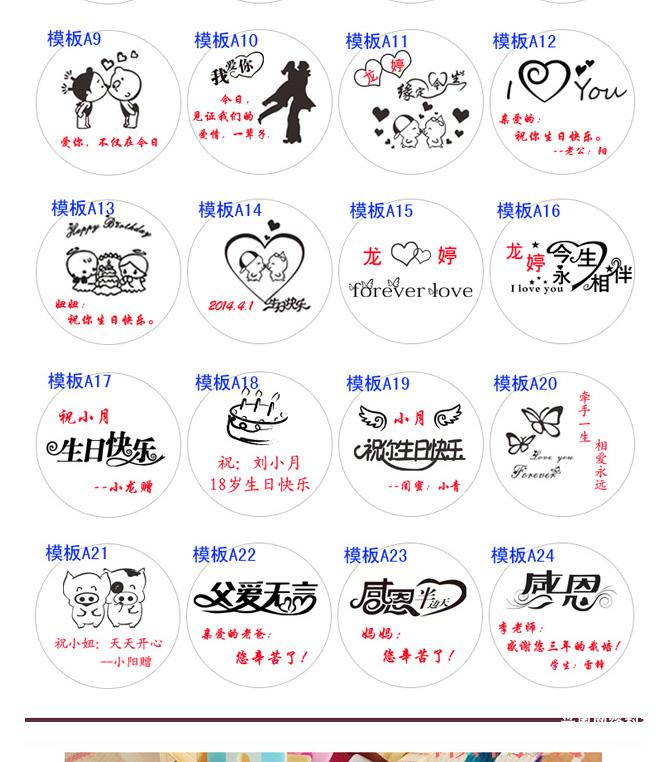 模板A9
爱你，不仅在今日
模板A10
我爱你
今日，
见证我们的
爱情，一辈子.
模板A11
龙 婷
缘定今生
模板A12
I You
亲爱的：
祝你生日快乐。
--老公：阳
模板A13
Happy Birthday
妞妞：
祝你生日快乐。
模板A14
2014.4.1 生日快乐
模板A15
龙 婷
forever love
模板A16
龙婷
今生
永相伴
I love you
模板A17
祝小月
生日快乐
--小龙赠
模板A18
祝：刘小月
18岁生日快乐
模板A19
小月
祝你生日快乐
--闺蜜：小青
模板A20
牵手一生
相爱永远
Love you
Forever
模板A21
祝小妞：天天开心
--小阳赠
模板A22
父爱无言
亲爱的老爸：
您辛苦了！
模板A23
感恩半边天
妈妈：
您辛苦了！
模板A24
感恩
李老师：
感谢您三年的栽培！
学生：雷锋